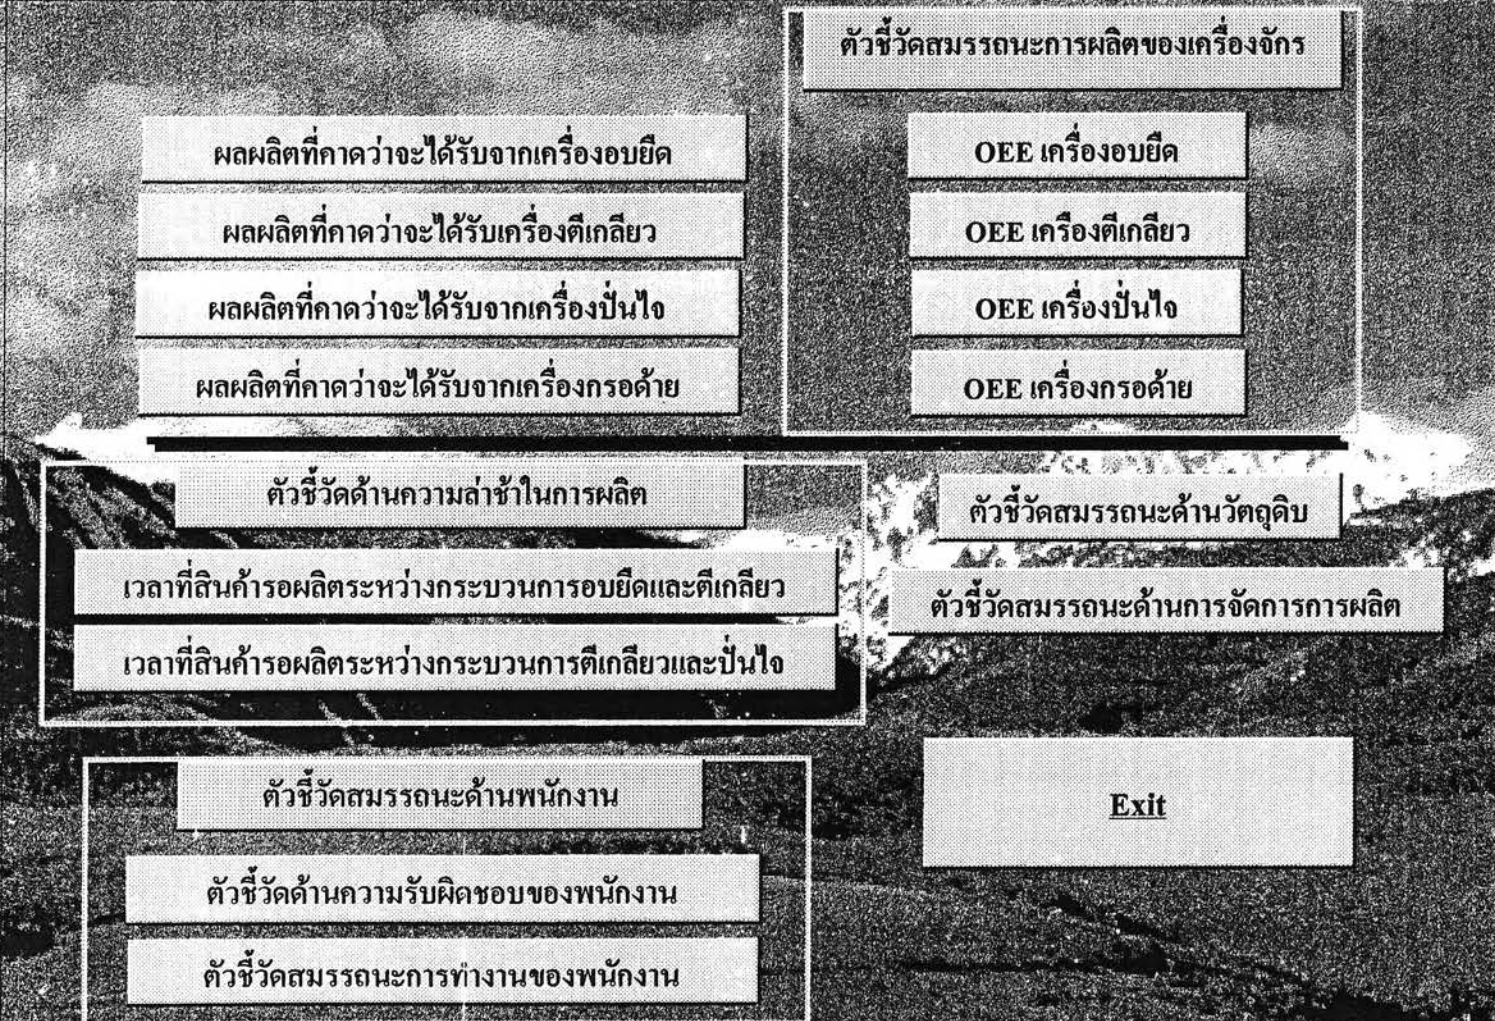 ตัวชี้วัดสมรรถนะการผลิตของเครื่องจักร
ผลผลิตที่คาดว่าจะได้รับจากเครื่องอบยืด
OEE เครื่องอบยืด
ผลผลิตที่คาดว่าจะได้รับเครื่องตีเกลียว
OEE เครื่องตีเกลียว
ผลผลิตที่คาดว่าจะได้รับจากเครื่องปั่นไจ
OEE เครื่องปั่นไจ
ผลผลิตที่คาดว่าจะได้รับจากเครื่องกรอด้าย
OEE เครื่องกรอด้าย
ตัวชี้วัดด้านความล่าช้าในการผลิต
ตัวชี้วัดสมรรถนะด้านวัตถุดิบ
เวลาที่สินค้ารอผลิตระหว่างกระบวนการอบยืดและตีเกลียว
ตัวชี้วัดสมรรถนะด้านการจัดการการผลิต
เวลาที่สินค้ารอผลิตระหว่างกระบวนการตีเกลียวและปั่นไจ
ตัวชี้วัดสมรรถนะด้านพนักงาน
Exit
ตัวชี้วัดด้านความรับผิดชอบของพนักงาน
ตัวชี้วัดสมรรถนะการทำงานของพนักงาน